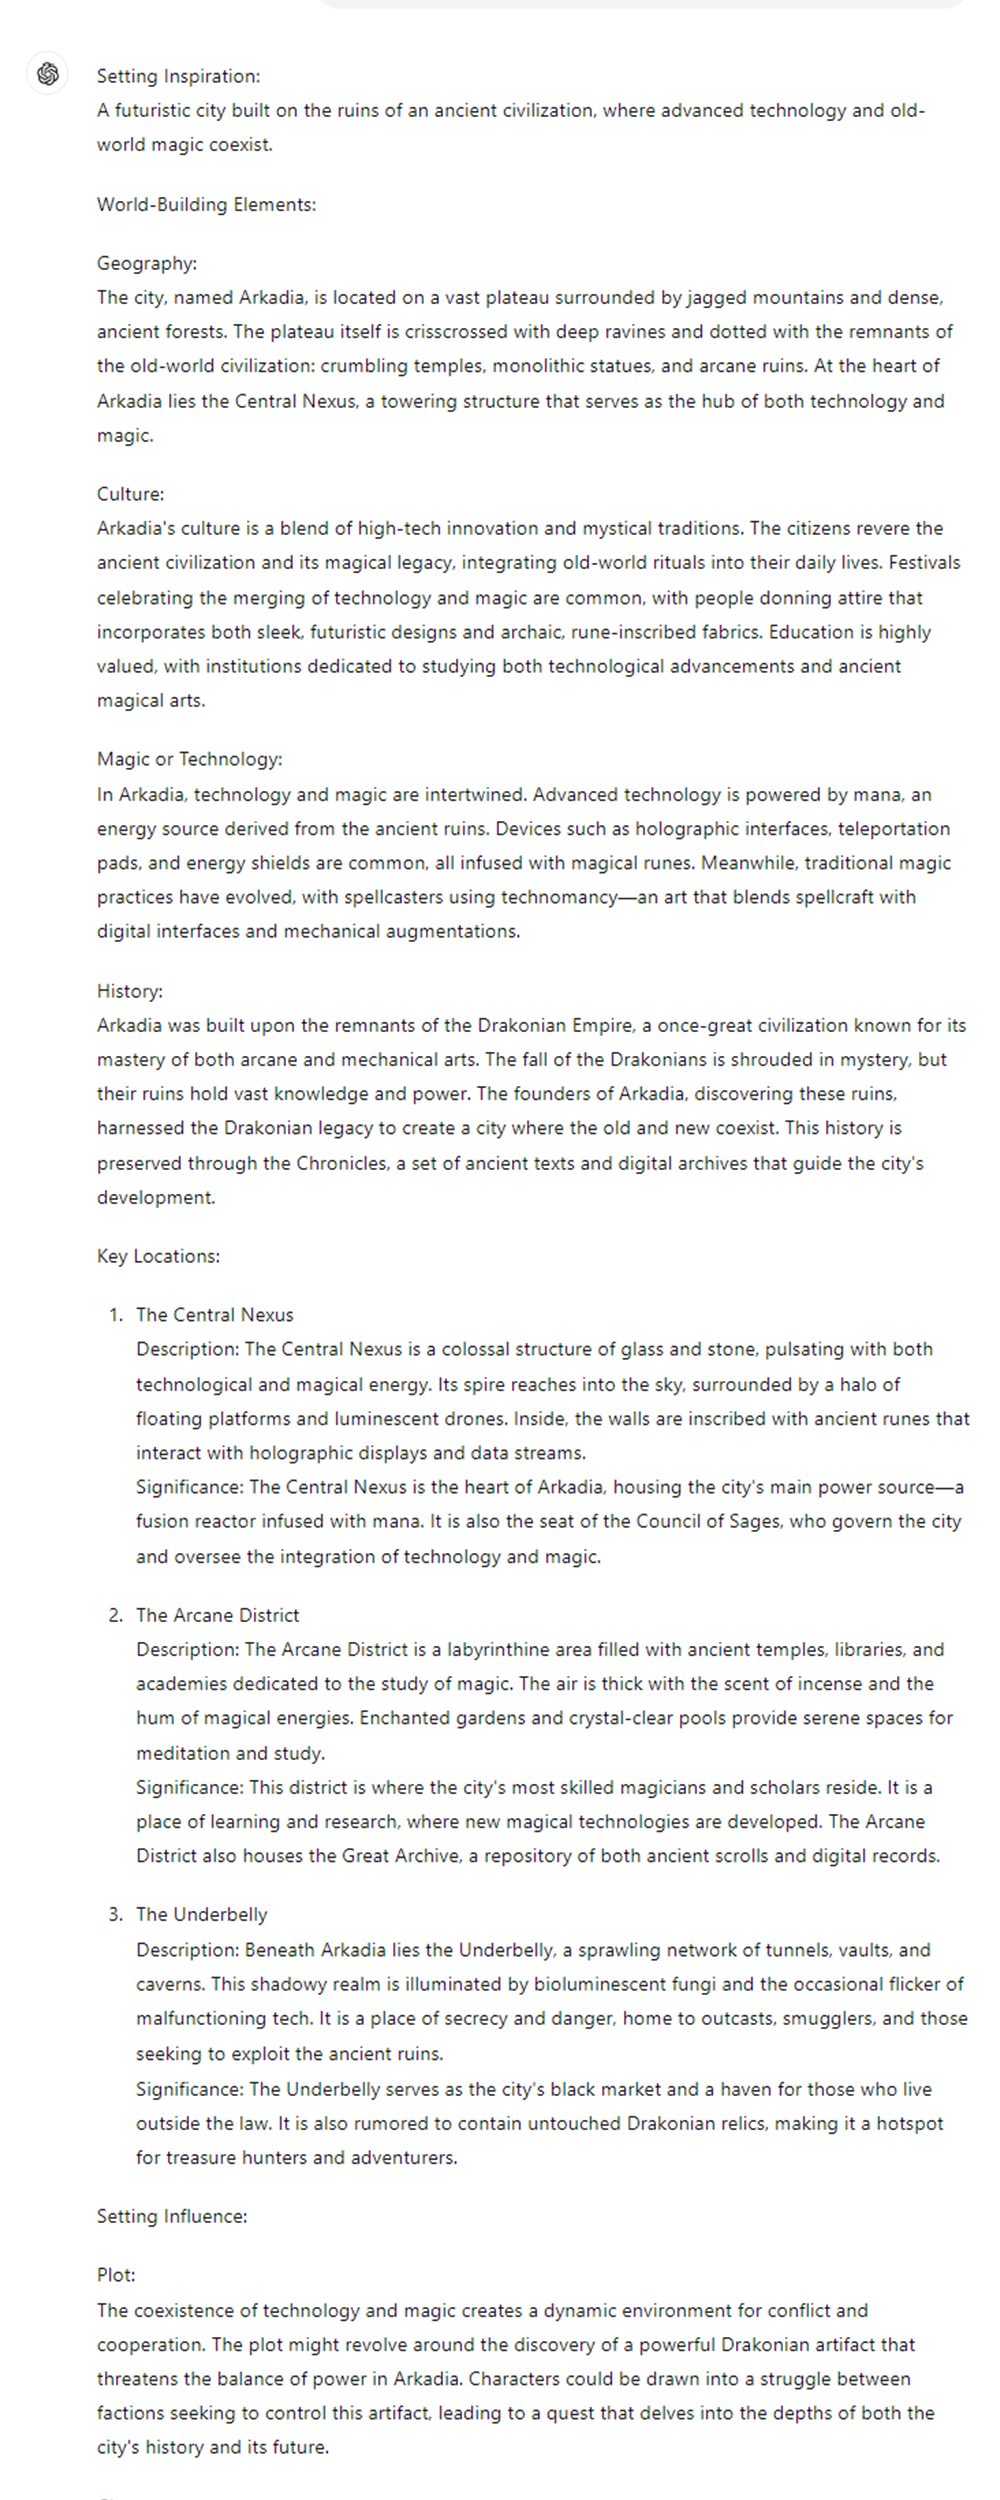 Setting Inspiration:
A futuristic city built on the ruins of an ancient civilization, where advanced technology and old-
world magic coexist.
World-Building Elements:
Geography:
The city, named Arkadia, is located on a vast plateau surrounded by jagged mountains and dense,
ancient forests. The plateau itself is crisscrossed with deep ravines and dotted with the remnants of
the old-world civilization: crumbling temples, monolithic statues, and arcane ruins. At the heart of
Arkadia lies the Central Nexus, a towering structure that serves as the hub of both technology and
magic.
Culture:
Arkadia's culture is a blend of high-tech innovation and mystical traditions. The citizens revere the
ancient civilization and its magical legacy, integrating old-world rituals into their daily lives. Festivals
celebrating the merging of technology and magic are common, with people donning attire that
incorporates both sleek, futuristic designs and archaic, rune-inscribed fabrics. Education is highly
valued, with institutions dedicated to studying both technological advancements and ancient
magical arts.
Magic or Technology:
In Arkadia, technology and magic are intertwined. Advanced technology is powered by mana, an
energy source derived from the ancient ruins. Devices such as holographic interfaces, teleportation
pads, and energy shields are common, all infused with magical runes. Meanwhile, traditional magic
practices have evolved, with spellcasters using technomancy—an art that blends spellcraft with
digital interfaces and mechanical augmentations.
History:
Arkadia was built upon the remnants of the Drakonian Empire, a once-great civilization known for its
mastery of both arcane and mechanical arts. The fall of the Drakonians is shrouded in mystery, but
their ruins hold vast knowledge and power. The founders of Arkadia, discovering these ruins,
harnessed the Drakonian legacy to create a city where the old and new coexist. This history is
preserved through the Chronicles, a set of ancient texts and digital archives that guide the city's
development.
Key Locations:
1. The Central Nexus
Description: The Central Nexus is a colossal structure of glass and stone, pulsating with both
technological and magical energy. Its spire reaches into the sky, surrounded by a halo of
floating platforms and luminescent drones. Inside, the walls are inscribed with ancient runes that
interact with holographic displays and data streams.
Significance: The Central Nexus is the heart of Arkadia, housing the city's main power source—a
fusion reactor infused with mana. It is also the seat of the Council of Sages, who govern the city
and oversee the integration of technology and magic.
2. The Arcane District
Description: The Arcane District is a labyrinthine area filled with ancient temples, libraries, and
academies dedicated to the study of magic. The air is thick with the scent of incense and the
hum of magical energies. Enchanted gardens and crystal-clear pools provide serene spaces for
meditation and study.
Significance: This district is where the city's most skilled magicians and scholars reside. It is a
place of learning and research, where new magical technologies are developed. The Arcane
District also houses the Great Archive, a repository of both ancient scrolls and digital records.
3. The Underbelly
Description: Beneath Arkadia lies the Underbelly, a sprawling network of tunnels, vaults, and
caverns. This shadowy realm is illuminated by bioluminescent fungi and the occasional flicker of
malfunctioning tech. It is a place of secrecy and danger, home to outcasts, smugglers, and those
seeking to exploit the ancient ruins.
Significance: The Underbelly serves as the city's black market and a haven for those who live
outside the law. It is also rumored to contain untouched Drakonian relics, making it a hotspot
for treasure hunters and adventurers.
Setting Influence:
Plot:
The coexistence of technology and magic creates a dynamic environment for conflict and
cooperation. The plot might revolve around the discovery of a powerful Drakonian artifact that
threatens the balance of power in Arkadia. Characters could be drawn into a struggle between
factions seeking to control this artifact, leading to a quest that delves into the depths of both the
city's history and its future.